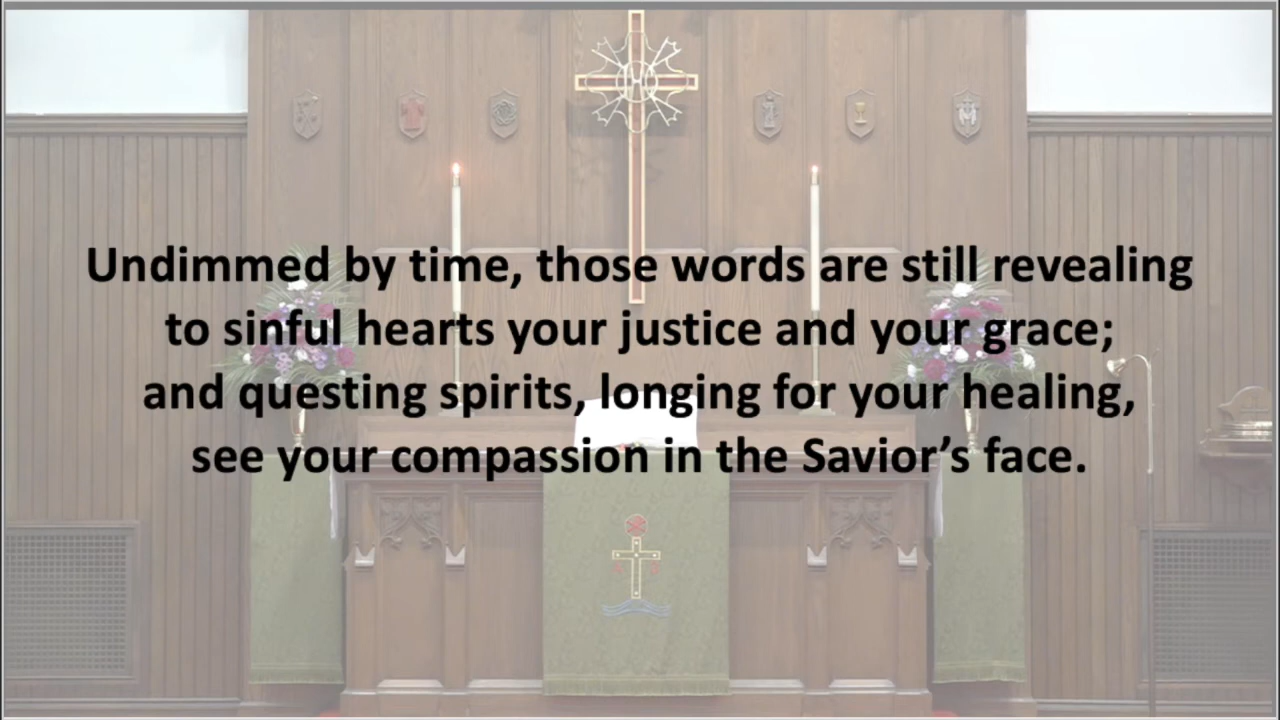 Undimmed by time, those words are still revealing
to sinful hearts your justice and your grace;
and questing spirits, longing for your healing,
see your compassion in the Savior’s face.